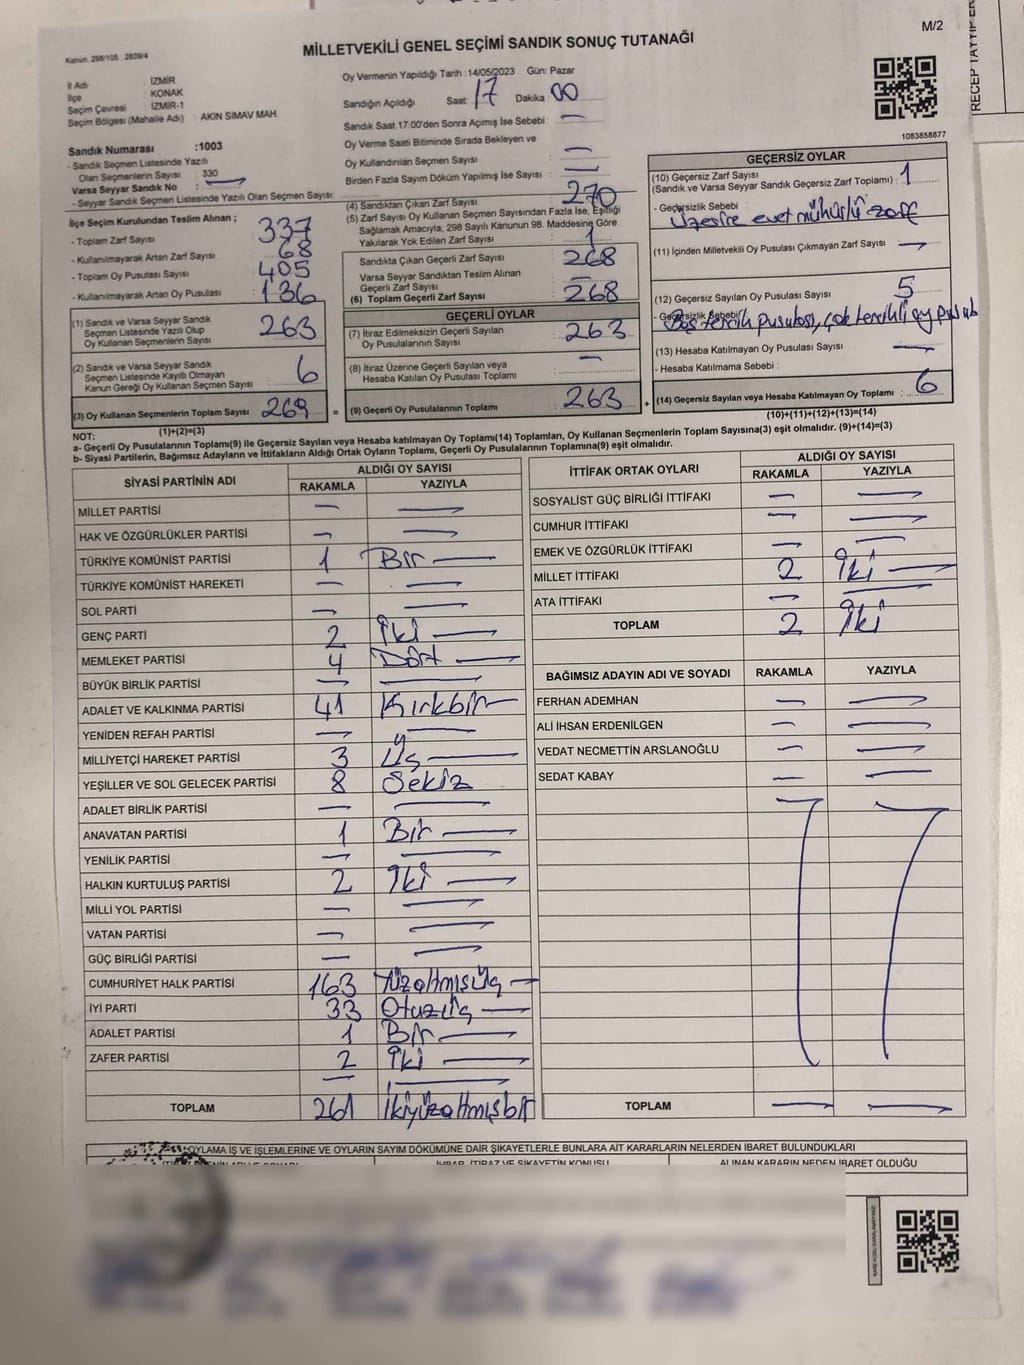 M/2
Kanun. 298/105 2839/4
MİLLETVEKİLİ GENEL SEÇİMİ SANDIK SONUÇ TUTANAĞI
RECEP TAYYİP
İl Adı : İZMİR
İlçe : KONAK
Seçim Çevresi : İZMİR-1
Seçim Bölgesi (Mahalle Adı) : AKIN SİMAV MAH.
Oy Vermenin Yapıldığı Tarih : 14/05/2023 Gün: Pazar
Sandığın Açıldığı Saat: 17 Dakika 00
Sandık Saat 17:00'den Sonra Açımış İse Sebebi : —
Oy Verme Saati Bitiminde Sırada Bekleyen ve
Oy Kullandırılan Seçmen Sayısı —
Birden Fazla Sayım Döküm Yapılmış İse Sayısı : —
1083858877
Sandık Numarası :1003
- Sandık Seçmen Listesinde Yazılı
Olan Seçmenlerin Sayısı : 330
Varsa Seyyar Sandık No : —
- Seyyar Sandık Seçmen Listesinde Yazılı Olan Seçmen Sayısı
İlçe Seçim Kurulundan Teslim Alınan ;
- Toplam Zarf Sayısı 337
- Kullanılmayarak Artan Zarf Sayısı 68
- Toplam Oy Pusulası Sayısı 405
- Kullanılmayarak Artan Oy Pusulası 136
(1) Sandık ve Varsa Seyyar Sandık
Seçmen Listesinde Yazılı Olup
Oy Kullanan Seçmenlerin Sayısı 263
(2) Sandık ve Varsa Seyyar Sandık
Seçmen Listesinde Kayıtlı Olmayan
Kanun Gereği Oy Kullanan Seçmen Sayısı 6
(3) Oy Kullanan Seçmenlerin Toplam Sayısı 269
(1)+(2)=(3)
(4) Sandıktan Çıkan Zarf Sayısı 270
(5) Zarf Sayısı Oy Kullanan Seçmen Sayısından Fazla İse, Eşitliği
Sağlamak Amacıyla; 298 Sayılı Kanunun 98. Maddesine Göre
Yakılarak Yok Edilen Zarf Sayısı 1
Sandıkta Çıkan Geçerli Zarf Sayısı 268
Varsa Seyyar Sandıktan Teslim Alınan
Geçerli Zarf Sayısı —
(6) Toplam Geçerli Zarf Sayısı 268
GEÇERLİ OYLAR
(7) İtiraz Edilmeksizin Geçerli Sayılan
Oy Pusulalarının Sayısı 263
(8) İtiraz Üzerine Geçerli Sayılan veya
Hesaba Katılan Oy Pusulası Toplamı —
= (9) Geçerli Oy Pusulalarının Toplamı 263
GEÇERSİZ OYLAR
(10) Geçersiz Zarf Sayısı
(Sandık ve Varsa Seyyar Sandık Geçersiz Zarf Toplamı) : 1
- Geçersizlik Sebebi :
Üzerine evet mühürlü zarf
(11) İçinden Milletvekili Oy Pusulası Çıkmayan Zarf Sayısı —
(12) Geçersiz Sayılan Oy Pusulası Sayısı 5
- Geçersizlik Sebebi
Boş tercih pusulası, çok tercihli oy pusula
(13) Hesaba Katılmayan Oy Pusulası Sayısı —
- Hesaba Katılmama Sebebi :
+ (14) Geçersiz Sayılan veya Hesaba Katılmayan Oy Toplamı : 6
(10)+(11)+(12)+(13)=(14)
NOT:
a- Geçerli Oy Pusulalarının Toplamı(9) ile Geçersiz Sayılan veya Hesaba katılmayan Oy Toplamı(14) Toplamları, Oy Kullanan Seçmenlerin Toplam Sayısına(3) eşit olmalıdır. (9)+(14)=(3)
b- Siyasi Partilerin, Bağımsız Adayların ve İttifakların Aldığı Ortak Oyların Toplamı, Geçerli Oy Pusulalarının Toplamına(9) eşit olmalıdır.
SİYASİ PARTİNİN ADI ALDIĞI OY SAYISI
RAKAMLA YAZIYLA
MİLLET PARTİSİ — —
HAK VE ÖZGÜRLÜKLER PARTİSİ — —
TÜRKİYE KOMÜNİST PARTİSİ 1 Bir —
TÜRKİYE KOMÜNİST HAREKETİ — —
SOL PARTİ — —
GENÇ PARTİ 2 İki —
MEMLEKET PARTİSİ 4 Dört —
BÜYÜK BİRLİK PARTİSİ — —
ADALET VE KALKINMA PARTİSİ 41 Kırkbir —
YENİDEN REFAH PARTİSİ — —
MİLLİYETÇİ HAREKET PARTİSİ 3 Üç —
YEŞİLLER VE SOL GELECEK PARTİSİ 8 Sekiz
ADALET BİRLİK PARTİSİ — —
ANAVATAN PARTİSİ 1 Bir —
YENİLİK PARTİSİ — —
HALKIN KURTULUŞ PARTİSİ 2 İki —
MİLLİ YOL PARTİSİ — —
VATAN PARTİSİ — —
GÜÇ BİRLİĞİ PARTİSİ — —
CUMHURİYET HALK PARTİSİ 163 Yüzaltmışüç —
İYİ PARTİ 33 Otuzüç —
ADALET PARTİSİ 1 Bir —
ZAFER PARTİSİ 2 İki —
— —
TOPLAM 261 İkiyüzaltmışbir
İTTİFAK ORTAK OYLARI ALDIĞI OY SAYISI
RAKAMLA YAZIYLA
SOSYALİST GÜÇ BİRLİĞİ İTTİFAKI — —
CUMHUR İTTİFAKI — —
EMEK VE ÖZGÜRLÜK İTTİFAKI — —
MİLLET İTTİFAKI 2 İki —
ATA İTTİFAKI — —
TOPLAM 2 İki
BAĞIMSIZ ADAYIN ADI VE SOYADI RAKAMLA YAZIYLA
FERHAN ADEMHAN — —
ALİ İHSAN ERDENİLGEN — —
VEDAT NECMETTİN ARSLANOĞLU — —
SEDAT KABAY — —
TOPLAM — —
OYLAMA İŞ VE İŞLEMLERİNE VE OYLARIN SAYIM DÖKÜMÜNE DAİR ŞİKAYETLERLE BUNLARA AİT KARARLARIN NELERDEN İBARET BULUNDUKLARI
İHBAR, İTİRAZ VE ŞİKAYETİN KONUSU ALINAN KARARIN NEDEN İBARET OLDUĞU